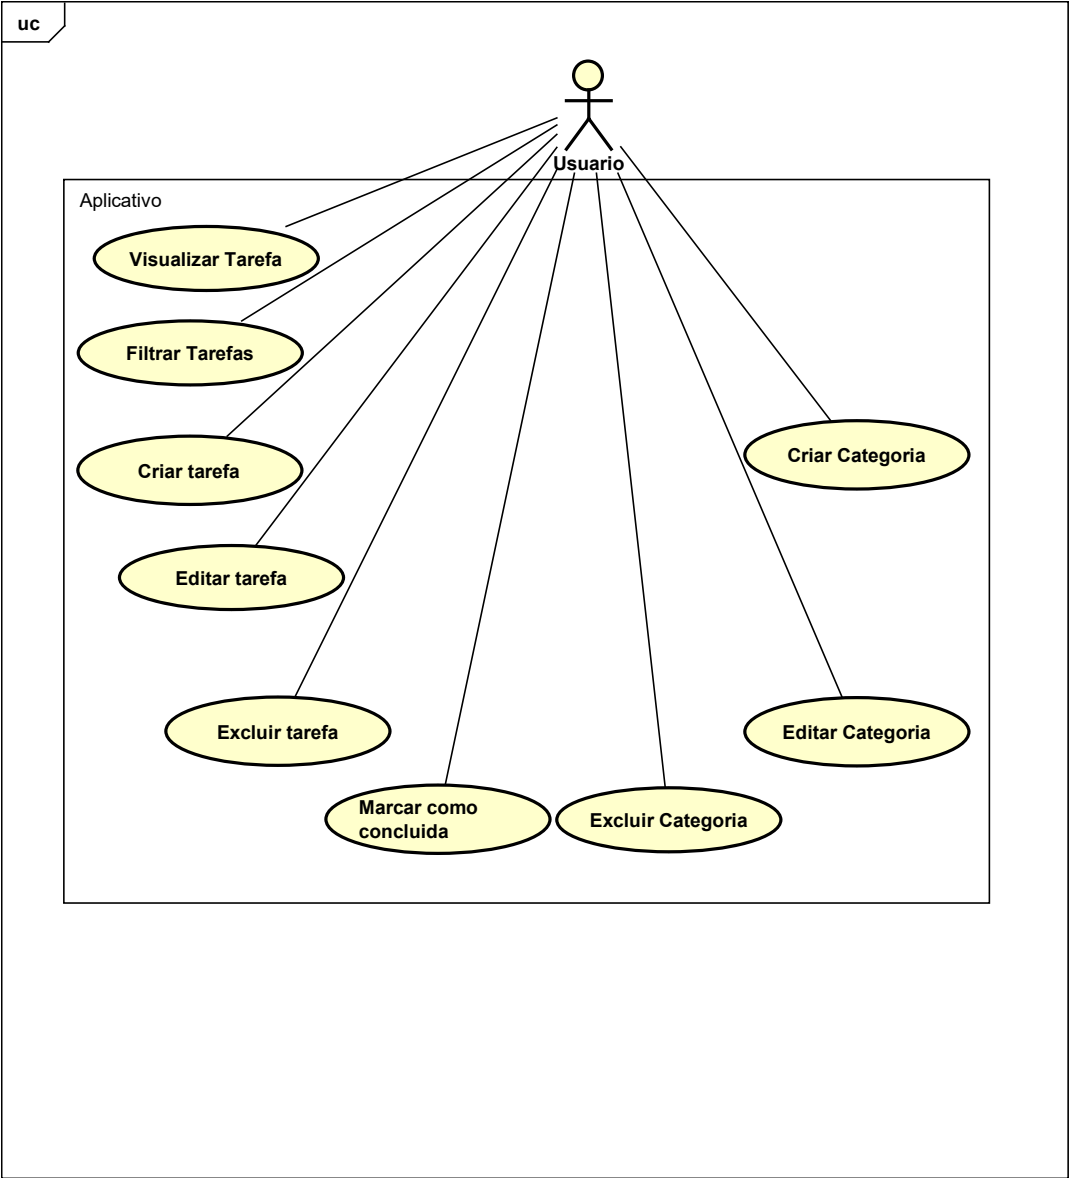 uc
Usuario
Aplicativo
Visualizar Tarefa
Filtrar Tarefas
Criar tarefa
Criar Categoria
Editar tarefa
Excluir tarefa
Editar Categoria
Marcar como
concluida
Excluir Categoria